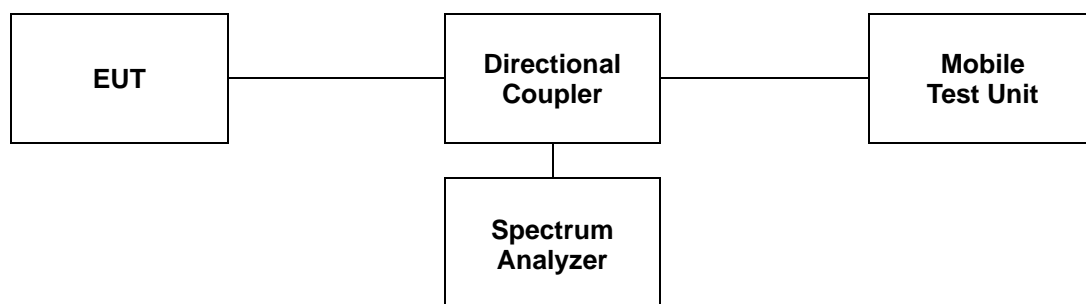 EUT
Directional
Coupler
Mobile
Test Unit
Spectrum
Analyzer